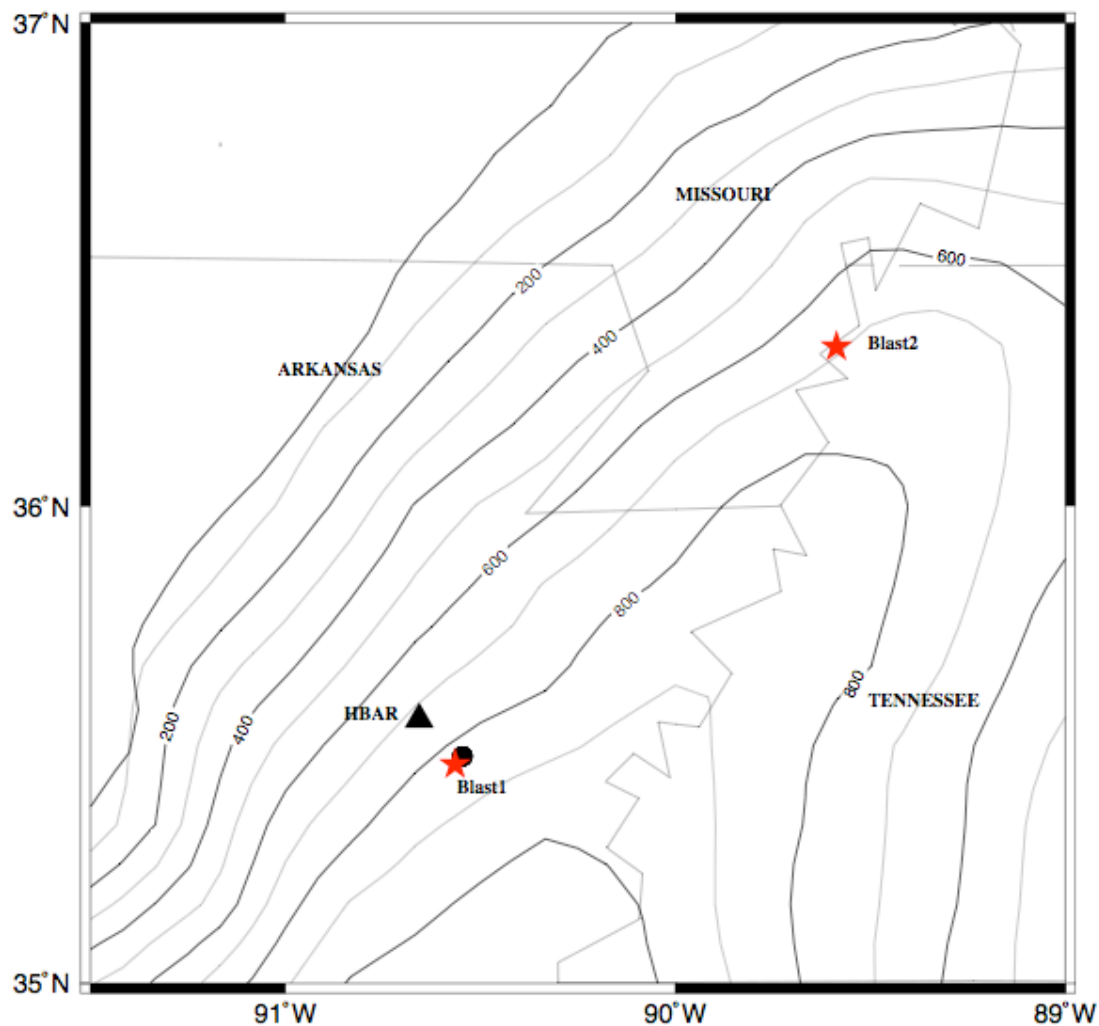 37˚N
MISSOURI
600
200
400
Blast2
ARKANSAS
36˚N
600
800
800
TENNESSEE
HBAR
200
400
Blast1
35˚N
91˚W
90˚W
89˚W